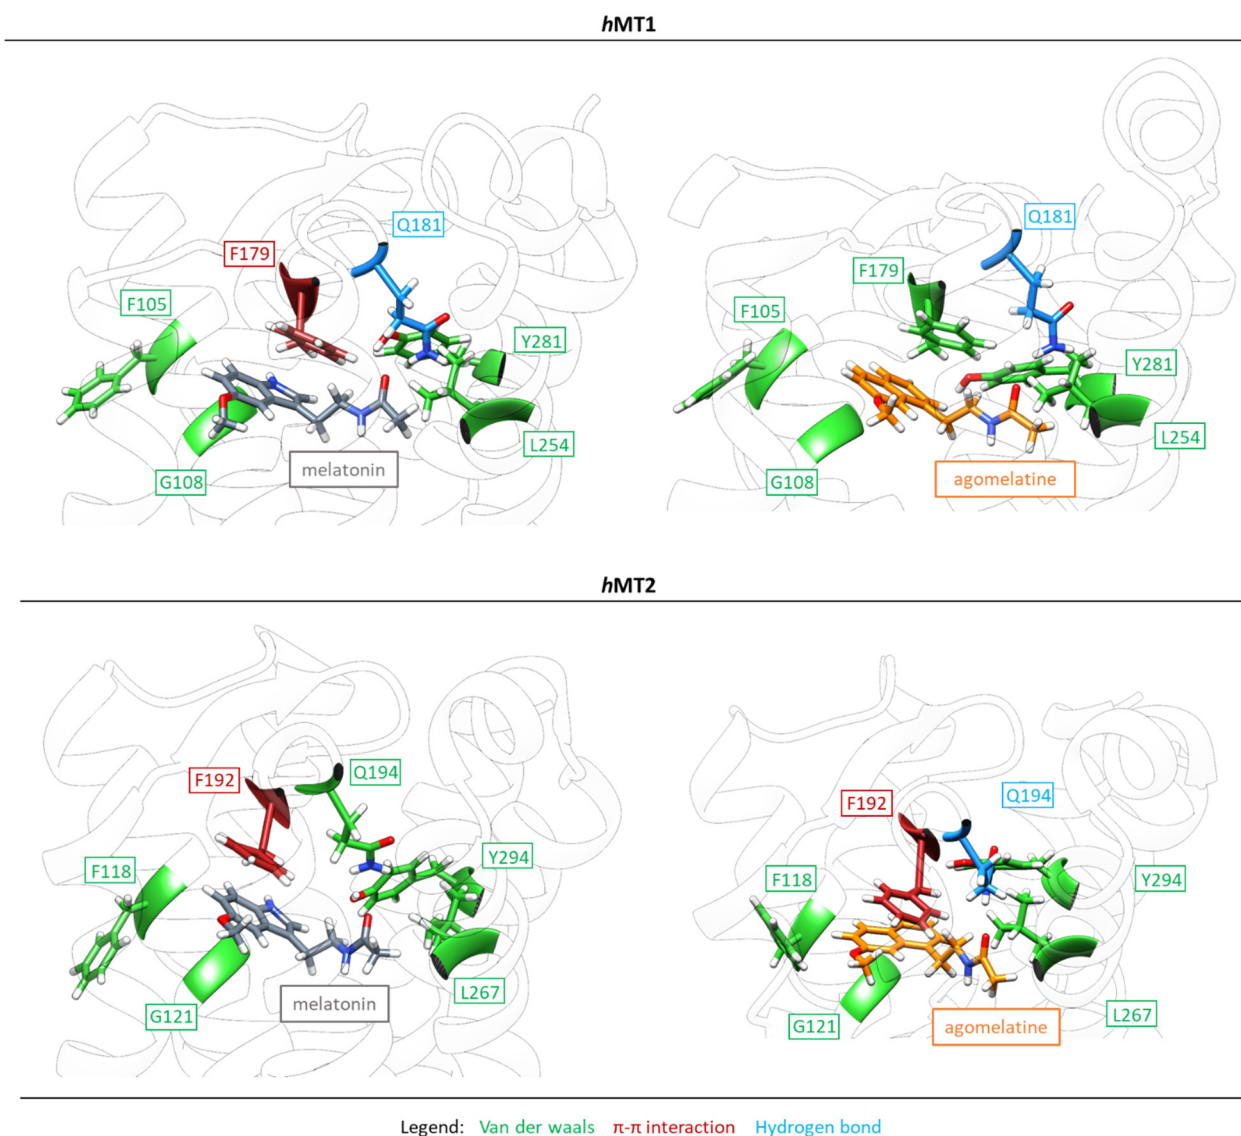 hMT1
Q181
F179
F105
Y281
L254
G108
melatonin
Q181
F179
F105
Y281
L254
G108
agomelatine
hMT2
Q194
F192
F118
Y294
L267
G121
melatonin
Q194
F192
F118
Y294
L267
G121
agomelatine
Legend: Van der waals π-π interaction Hydrogen bond